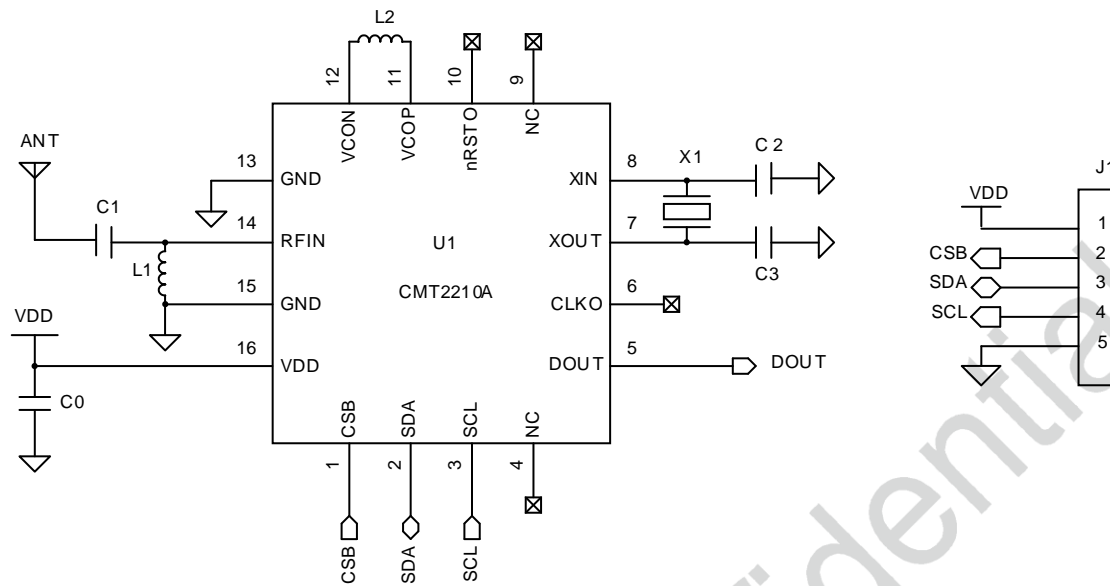 L2
12
11
10
9
VCON
VCOP
nRSTO
NC
ANT
C1
L1
VDD
C0
13
GND
14
RFIN
15
GND
16
VDD
U1
CMT2210A
XIN
8
XOUT
7
CLKO
6
DOUT
5
DOUT
X1
C2
C3
CSB
SDA
SCL
NC
1
2
3
4
CSB
SDA
SCL
J1
VDD
1
CSB
2
SDA
3
SCL
4
5